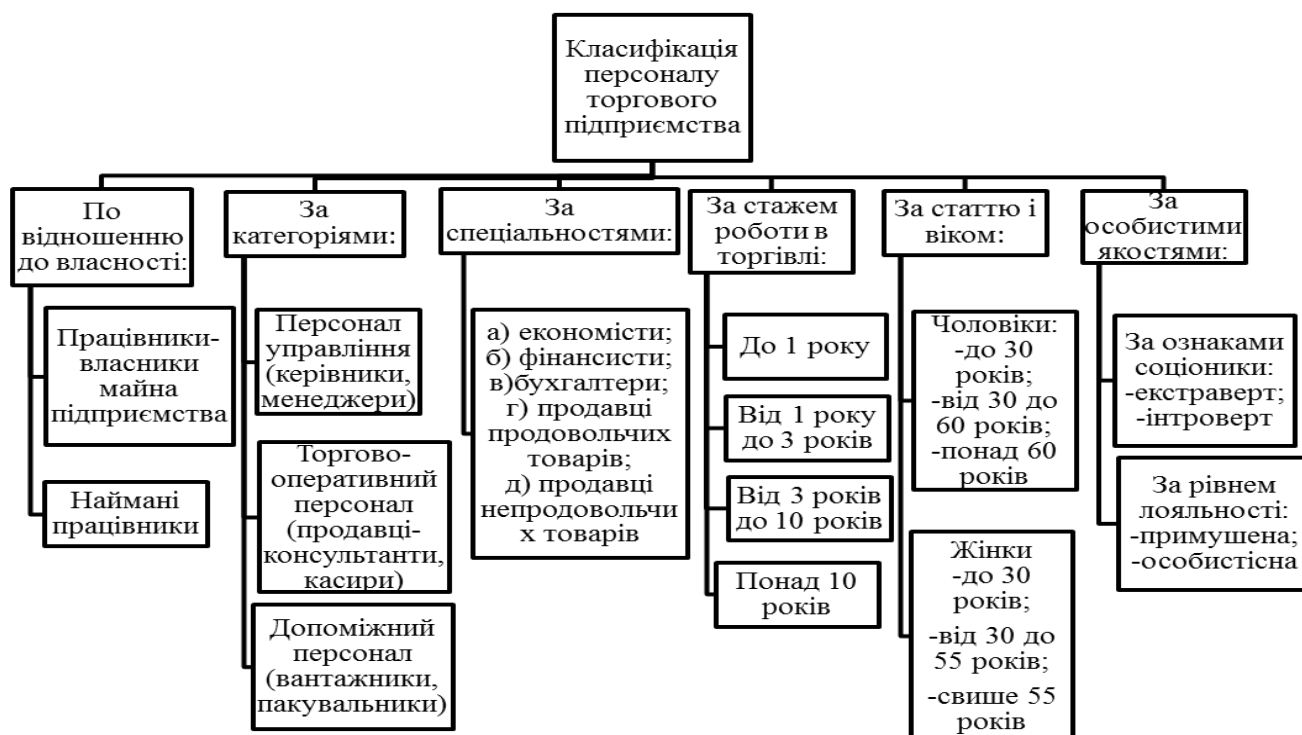 Класифікація
персоналу
торгового
підприємства
По
відношенню
до власності:
Працівники-
власники
майна
підприємства
Наймані
працівники
За
категоріями:
Персонал
управління
(керівники,
менеджери)
Торгово-
оперативний
персонал
(продавці-
консультанти,
касири)
Допоміжний
персонал
(вантажники,
пакувальники)
За
спеціальностями:
а) економісти;
б) фінансисти;
в)бухгалтери;
г) продавці
продовольчих
товарів;
д) продавці
непродовольчи
х товарів
За стажем
роботи в
торгівлі:
До 1 року
Від 1 року
до 3 років
Від 3 років
до 10 років
Понад 10
років
За статтю і
віком:
Чоловіки:
-до 30
років;
-від 30 до
60 років;
-понад 60
років
Жінки
-до 30
років;
-від 30 до
55 років;
-свише 55
років
За
особистими
якостями:
За ознаками
соціоники:
-екстраверт;
-інтроверт
За рівнем
лояльності:
-примушена;
-особистісна